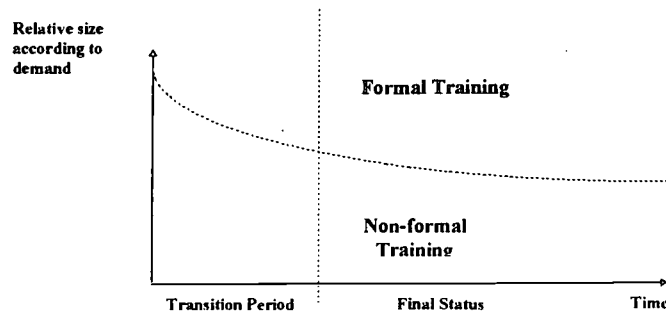 Relative size
according to
demand
Formal Training
Non-formal
Training
Transition Period
Final Status
Time